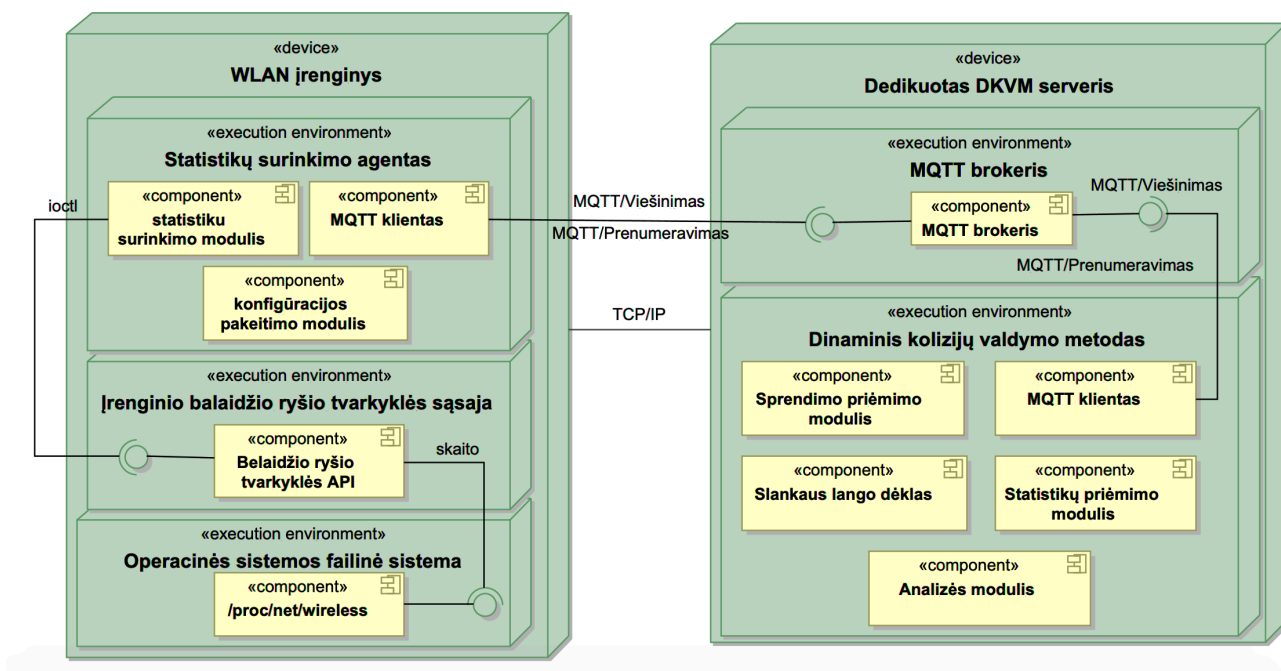 «device»
WLAN įrenginys
«execution environment»
Statistikų surinkimo agentas
«component»
statistiku
surinkimo modulis
«component»
MQTT klientas
«component»
konfigūracijos
pakeitimo modulis
ioctl
«execution environment»
Įrenginio balaidžio ryšio tvarkyklės sąsaja
«component»
Belaidžio ryšio
tvarkyklės API
skaito
«execution environment»
Operacinės sistemos failinė sistema
«component»
/proc/net/wireless
MQTT/Viešinimas
MQTT/Prenumeravimas
TCP/IP
«device»
Dedikuotas DKVM serveris
«execution environment»
MQTT brokeris
«component»
MQTT brokeris
MQTT/Viešinimas
MQTT/Prenumeravimas
«execution environment»
Dinaminis kolizijų valdymo metodas
«component»
Sprendimo priėmimo
modulis
«component»
MQTT klientas
«component»
Slankaus lango dėklas
«component»
Statistikų priėmimo
modulis
«component»
Analizės modulis